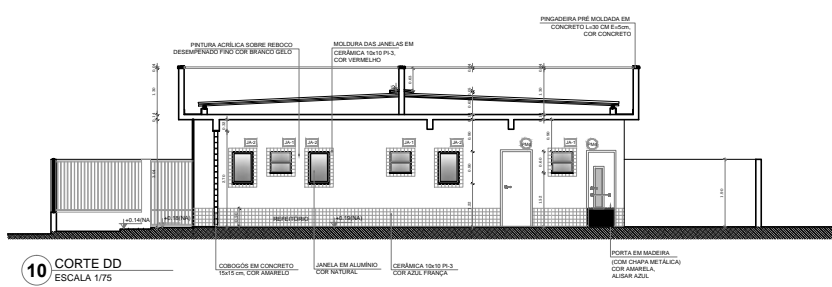 PINGADEIRA PRÉ MOLDADA EM
CONCRETO L=30 CM E=5cm,
COR CONCRETO
PINTURA ACRÍLICA SOBRE REBOCO
DESEMPENADO FINO COR BRANCO GELO
MOLDURA DAS JANELAS EM
CERÂMICA 10x10 PI-3,
COR VERMELHO
JA-2
JA-1
JA-2
JA-1
JA-2
JA-1
REFEITÓRIO
+0.14(NA
+0.18(NA)
+0.19(NA)
10
CORTE DD
ESCALA 1/75
COBOGÓS EM CONCRETO
15x15 cm, COR AMARELO
JANELA EM ALUMÍNIO
COR NATURAL
CERÂMICA 10x10 PI-3
COR AZUL FRANÇA
PORTA EM MADEIRA
(COM CHAPA METÁLICA)
COR AMARELA,
ALISAR AZUL